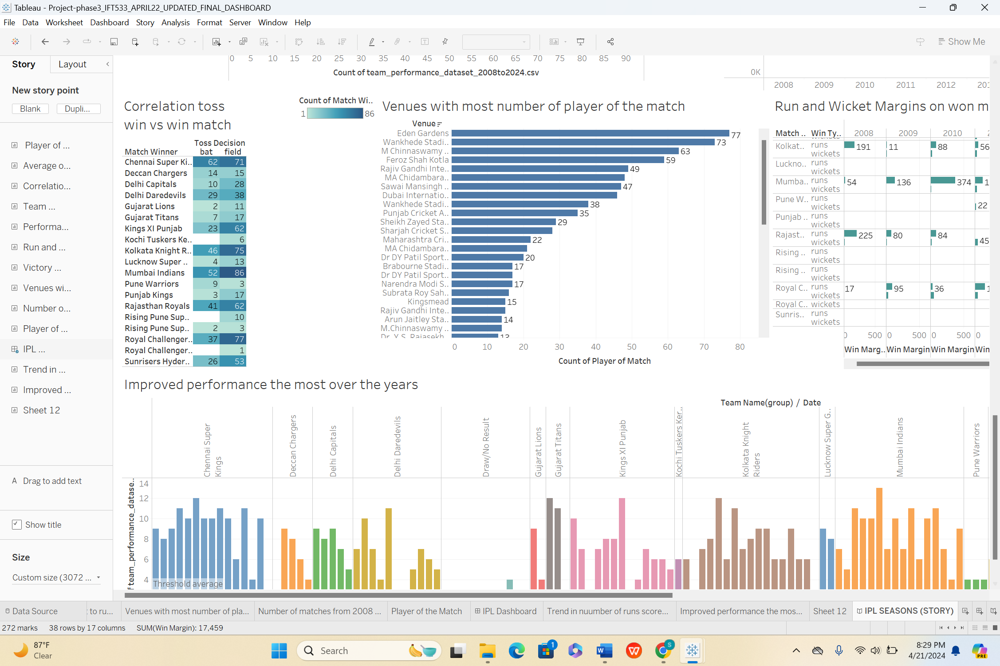 Tableau - Project-phase3_IFT533_APRIL22_UPDATED_FINAL_DASHBOARD
File Data Worksheet Dashboard Story Analysis Format Server Window Help
Show Me
Story Layout
New story point
Blank Dupli...
Player of ...
Average o...
Correlatio...
Team ...
Performa...
Run and ...
Victory ...
Venues wi...
Number o...
Player of ...
IPL ...
Trend in ...
Improved ...
Sheet 12
A Drag to add text
Show title
Size
Custom size (3072 ...
0 5 10 15 20 25 30 35 40 45 50 55 60 65 70 75 80 85 90
Count of team_performance_dataset_2008to2024.csv
0K
2008 2009 2010 2011 2012 201
Correlation toss
win vs win match
Count of Match Wi..
1 86
Toss Decision
Match Winner bat field
Chennai Super Ki.. 62 71
Deccan Chargers 14 15
Delhi Capitals 10 28
Delhi Daredevils 29 38
Gujarat Lions 2 11
Gujarat Titans 7 17
Kings XI Punjab 23 62
Kochi Tuskers Ke.. 6
Kolkata Knight R.. 46 75
Lucknow Super .. 4 13
Mumbai Indians 52 86
Pune Warriors 9 3
Punjab Kings 3 17
Rajasthan Royals 41 62
Rising Pune Sup.. 10
Rising Pune Sup.. 2 3
Royal Challenger.. 37 77
Royal Challenger.. 1
Sunrisers Hyder.. 26 53
Venues with most number of player of the match
Venue
Eden Gardens 77
Wankhede Stadi.. 73
M Chinnaswamy .. 63
Feroz Shah Kotla 59
Rajiv Gandhi Inte.. 49
MA Chidambara..
Sawai Mansingh .. 47
Dubai Internatio..
Wankhede Stadi.. 38
Punjab Cricket A.. 35
Sheikh Zayed Sta.. 29
Sharjah Cricket S..
Maharashtra Cri.. 22
MA Chidambara..
Dr DY Patil Sport.. 20
Brabourne Stadi.. 17
Dr DY Patil Sport..
Narendra Modi S.. 17
Subrata Roy Sah..
Kingsmead 15
Rajiv Gandhi Inte..
Arun Jaitley Sta.. 14
M.Chinnaswamy ..
Dr. Y.S. Rajasekh 13
0 10 20 30 40 50 60 70 80
Count of Player of Match
Run and Wicket Margins on won m
Match .. Win Ty.. 2008 2009 2010 2
wickets
Kolkat.. runs 191 11 88 56
wickets
Luckno.. runs
wickets
Mumba.. runs 54 136 374 1
wickets
Pune W.. runs
wickets 22
Punjab .. runs
wickets
Rajast.. runs 225 80 84
wickets 45
Rising .. runs
wickets
Rising .. runs
wickets
Royal C.. runs 17 95 36 1
wickets
Royal C.. wickets
Sunris.. runs
wickets
0 500 0 500 0 500 0
Win Marg.. Win Margin Win Margin Win
Improved performance the most over the years
Team Name(group) / Date
Chennai Super
Kings
Deccan Chargers
Delhi Capitals
Delhi Daredevils
Draw/No Result
Gujarat Lions
Gujarat Titans
Kings XI Punjab
Kochi Tuskers Ker..
Kolkata Knight
Riders
Lucknow Super G..
Mumbai Indians
Pune Warriors
f team_performance_datase..
14
12
10
8
6
4
Threshold average
Data Source : to ru... Venues with most number of pla... Number of matches from 2008 ... Player of the Match IPL Dashboard Trend in nuumber of runs score... Improved performance the mos... Sheet 12 IPL SEASONS (STORY)
272 marks 38 rows by 17 columns SUM(Win Margin): 17,459
87°F
Clear
Search
1
W
W
S
8:29 PM
4/21/2024
PRE